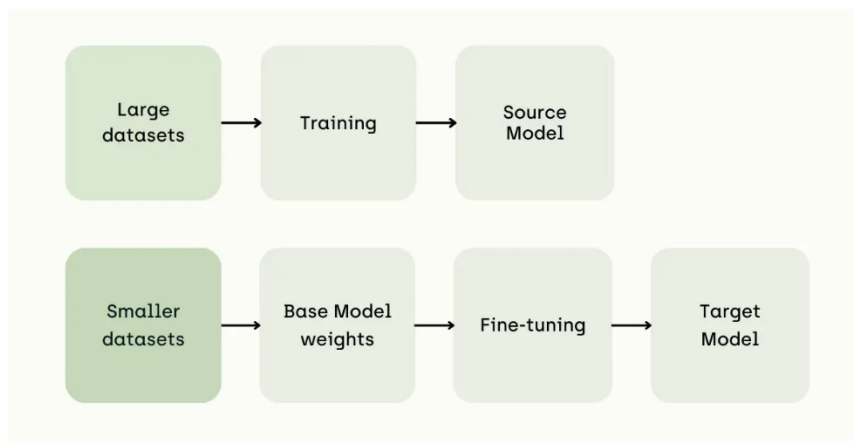 Large
datasets
Training
Source
Model
Smaller
datasets
Base Model
weights
Fine-tuning
Target
Model